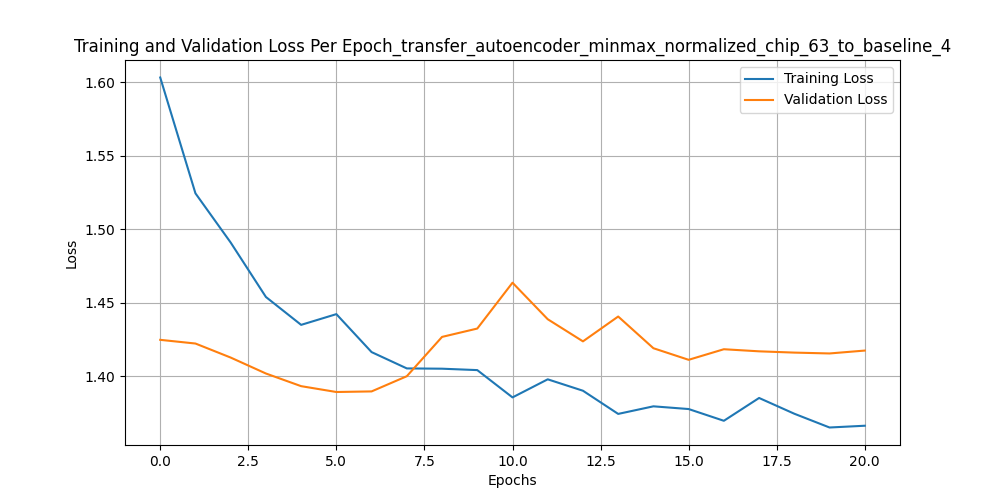 Training and Validation Loss Per Epoch_transfer_autoencoder_minmax_normalized_chip_63_to_baseline_4
Training Loss
Validation Loss
1.60
1.55
1.50
1.45
1.40
Loss
0.0 2.5 5.0 7.5 10.0 12.5 15.0 17.5 20.0
Epochs